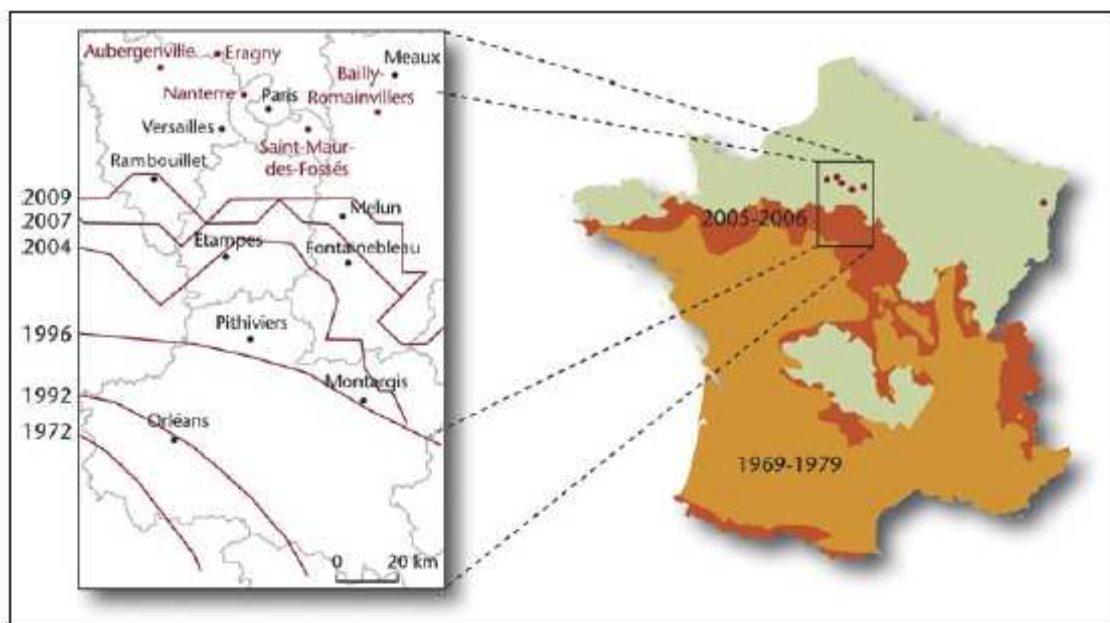 Aubergenville
Eragny
Meaux
Bailly-
Romainvillers
Nanterre
Paris
Versailles
Saint-Maur-
des-Fossés
Rambouillet
2009
2007
2004
Melun
Etampes
Fontainebleau
Pithiviers
1996
Montargis
1992
1972
Orléans
0 20 km
2005-2006
1969-1979